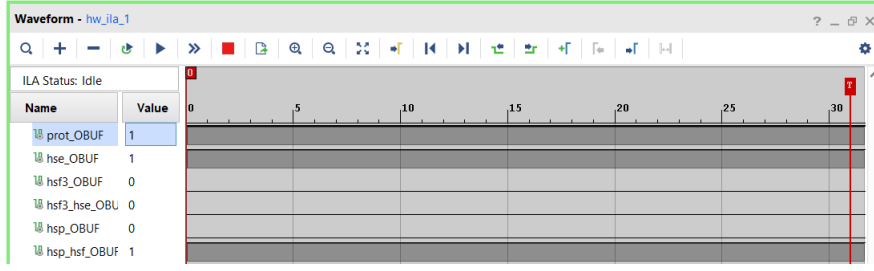 Waveform - hw_ila_1
? _
ILA Status: Idle
0
T
Name Value 0 5 10 15 20 25 30
prot_OBUF 1
hse_OBUF 1
hsf3_OBUF 0
hsf3_hse_OBU 0
hsp_OBUF 0
hsp_hsf_OBUF 1